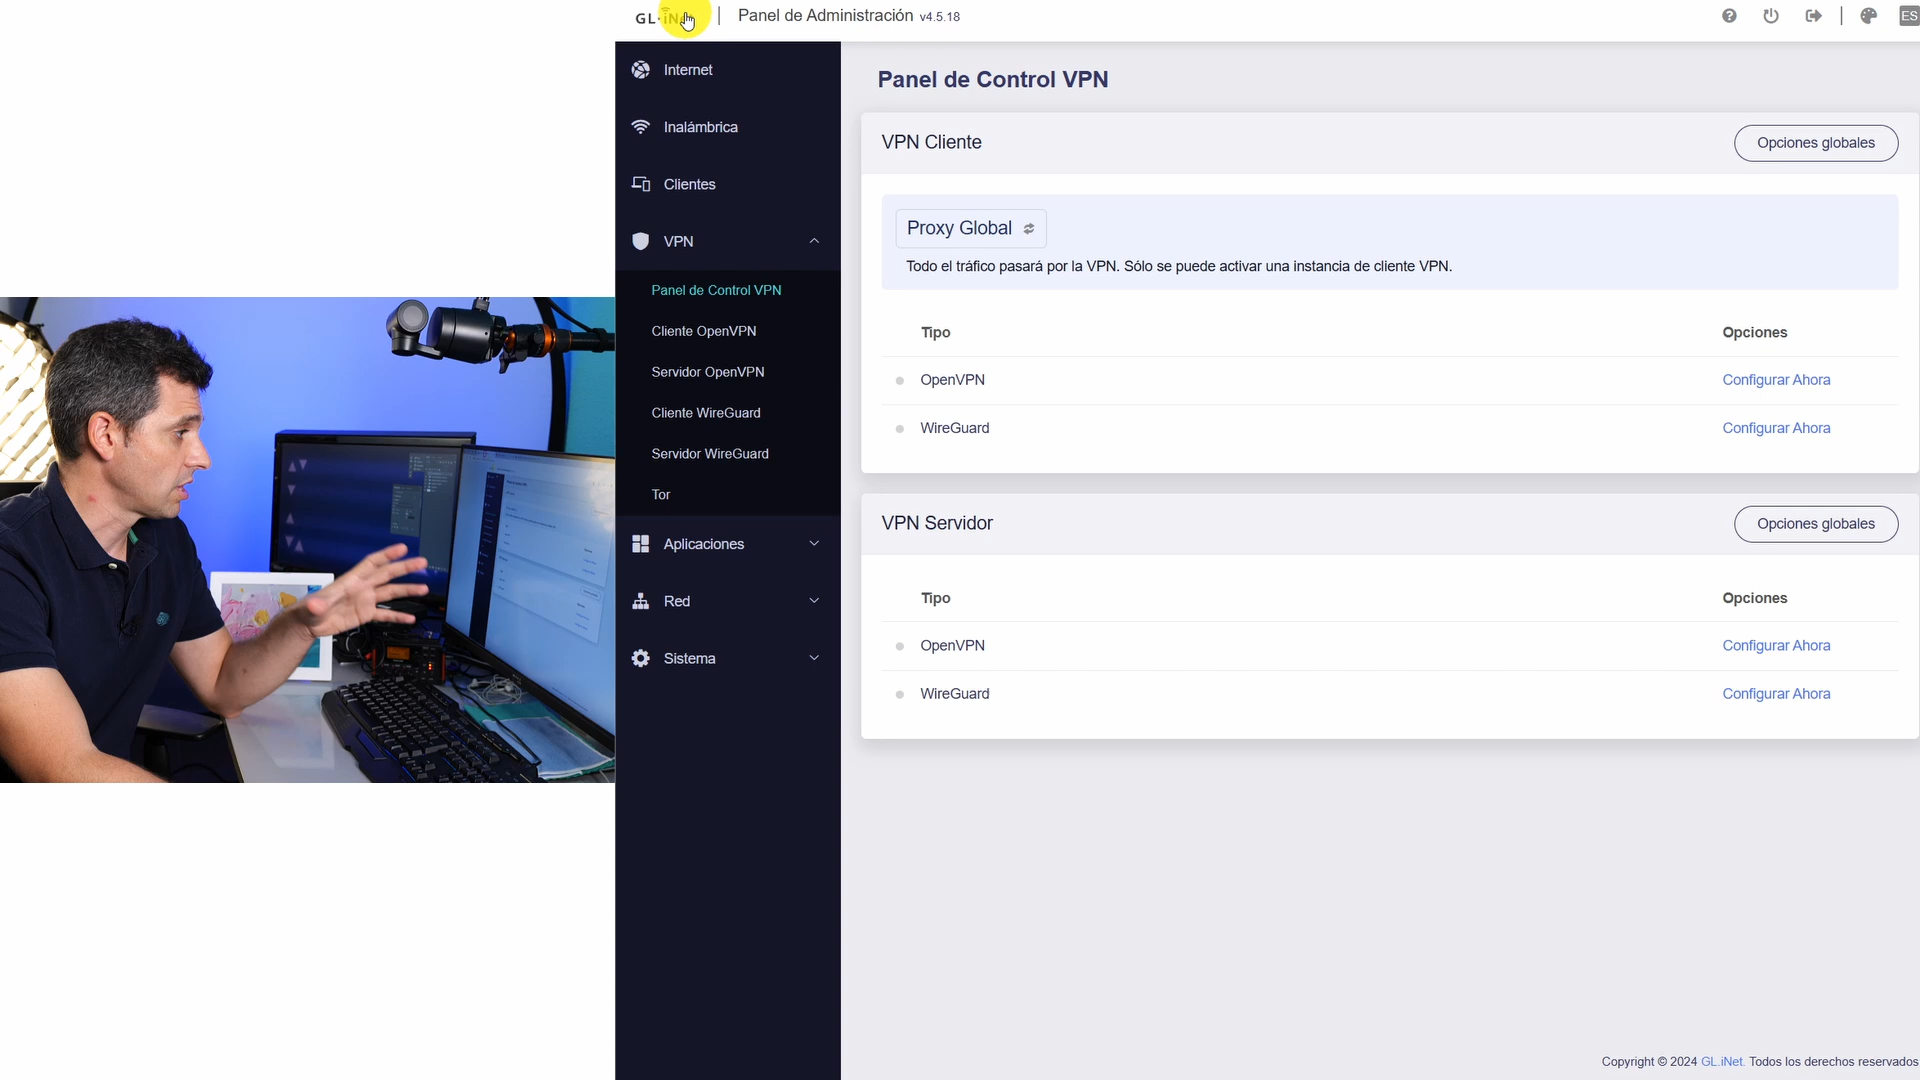 Panel de Administración v4.5.18
ES
Internet
Inalámbrica
Clientes
VPN
Panel de Control VPN
Cliente OpenVPN
Servidor OpenVPN
Cliente WireGuard
Servidor WireGuard
Tor
Aplicaciones
Red
Sistema
Panel de Control VPN
VPN Cliente
Opciones globales
Proxy Global
Todo el tráfico pasará por la VPN. Sólo se puede activar una instancia de cliente VPN.
Tipo Opciones
OpenVPN Configurar Ahora
WireGuard Configurar Ahora
VPN Servidor
Opciones globales
Tipo Opciones
OpenVPN Configurar Ahora
WireGuard Configurar Ahora
Copyright © 2024 GL.iNet. Todos los derechos reservados